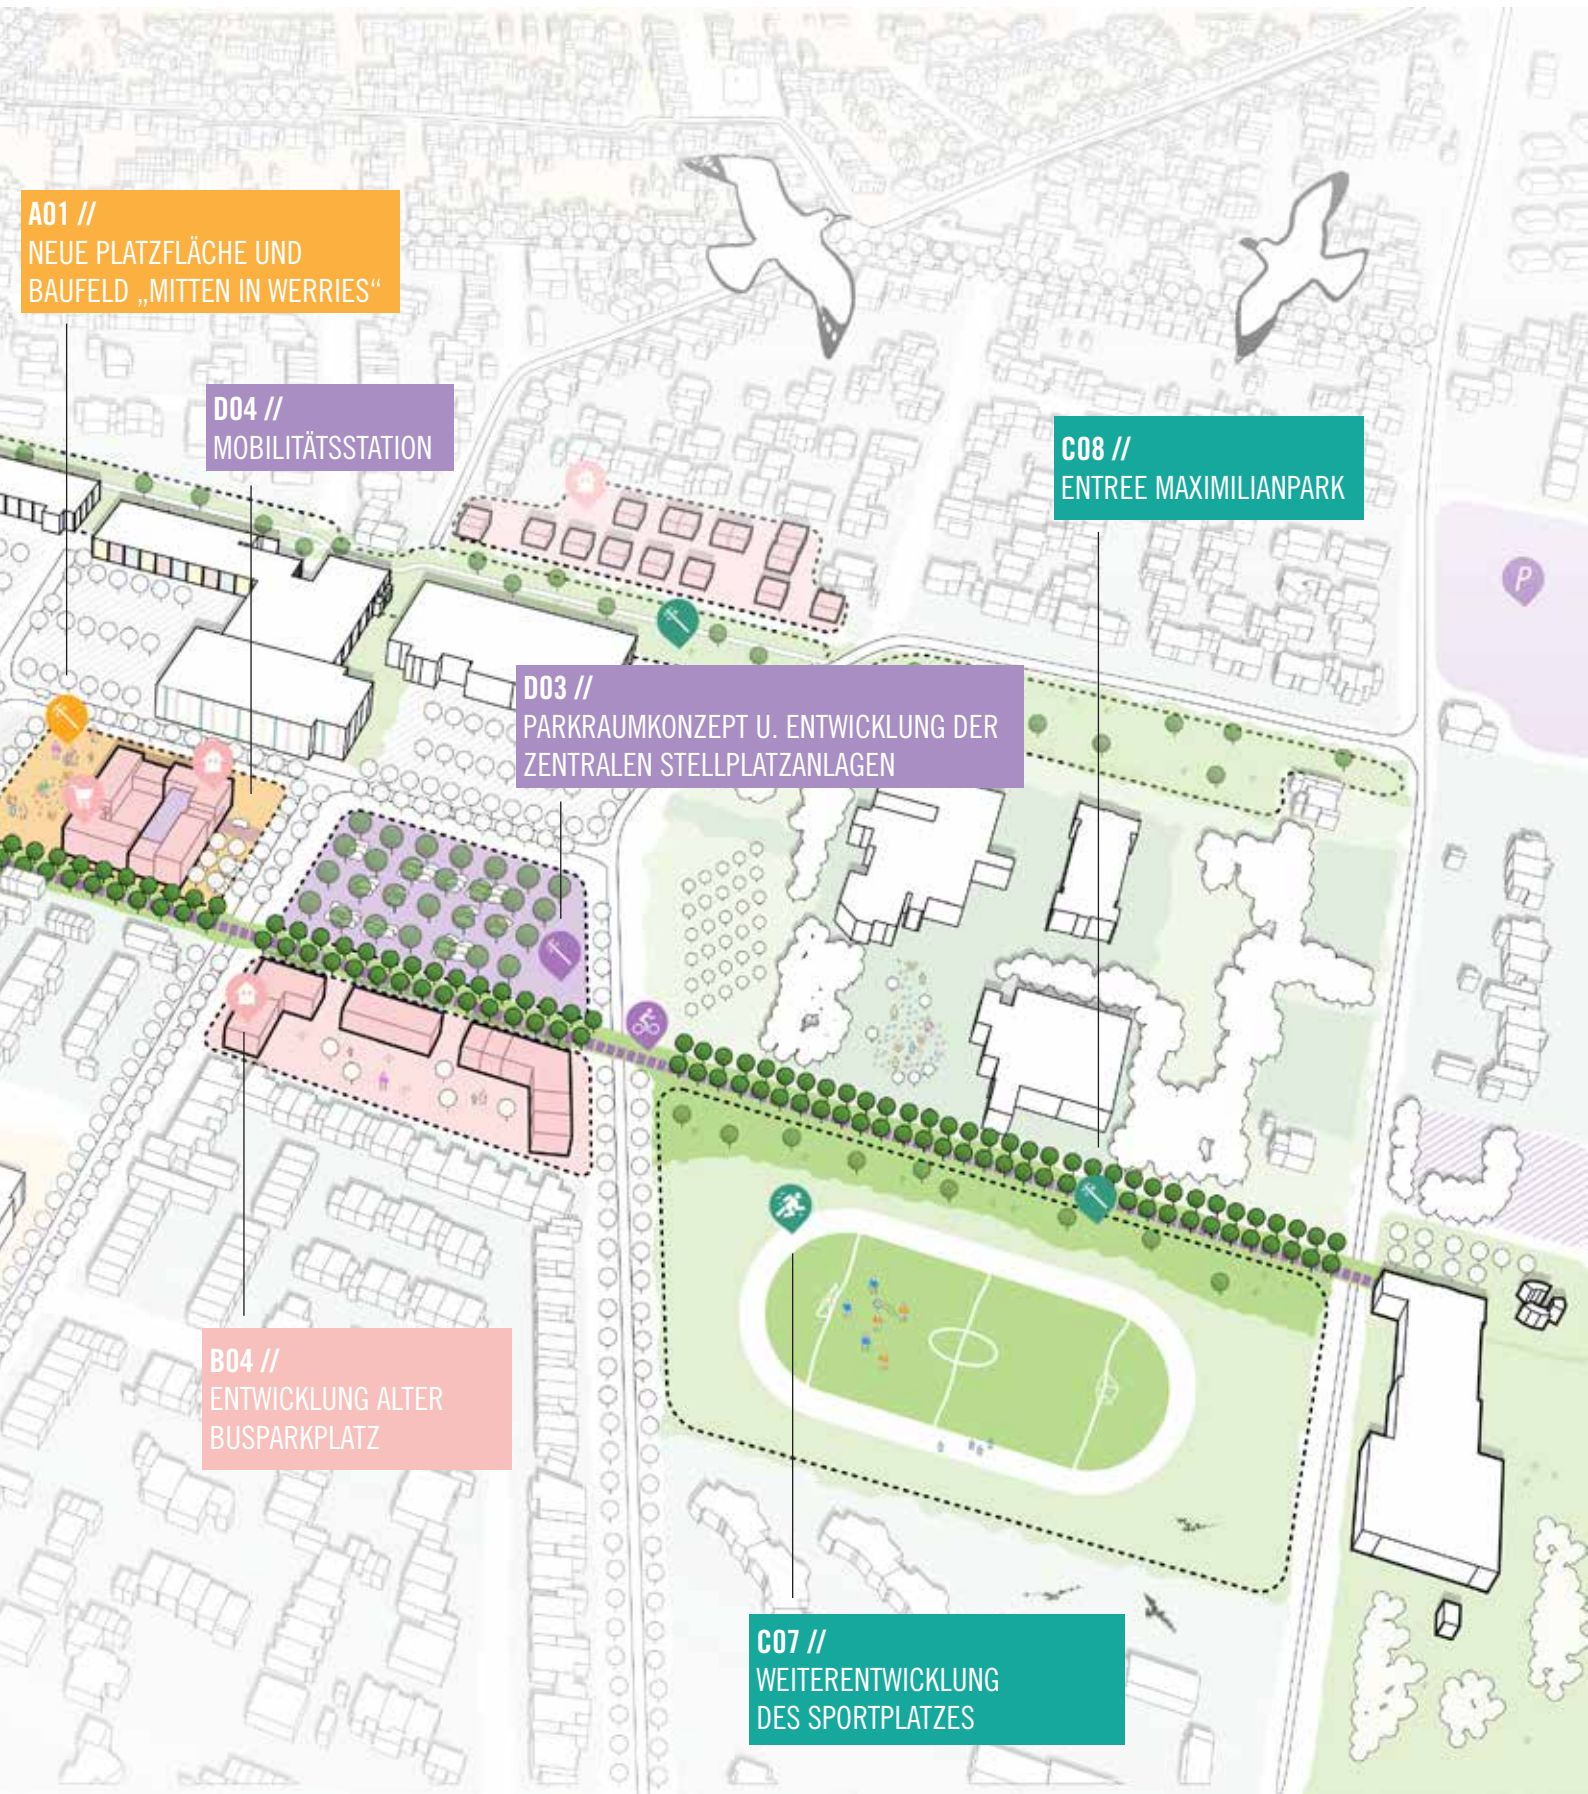 A01 //
NEUE PLATZFLÄCHE UND
BAUFELD „MITTEN IN WERRIES“
D04 //
MOBILITÄTSSTATION
C08 //
ENTREE MAXIMILIANPARK
P
D03 //
PARKRAUMKONZEPT U. ENTWICKLUNG DER
ZENTRALEN STELLPLATZANLAGEN
B04 //
ENTWICKLUNG ALTER
BUSPARKPLATZ
C07 //
WEITERENTWICKLUNG
DES SPORTPLATZES